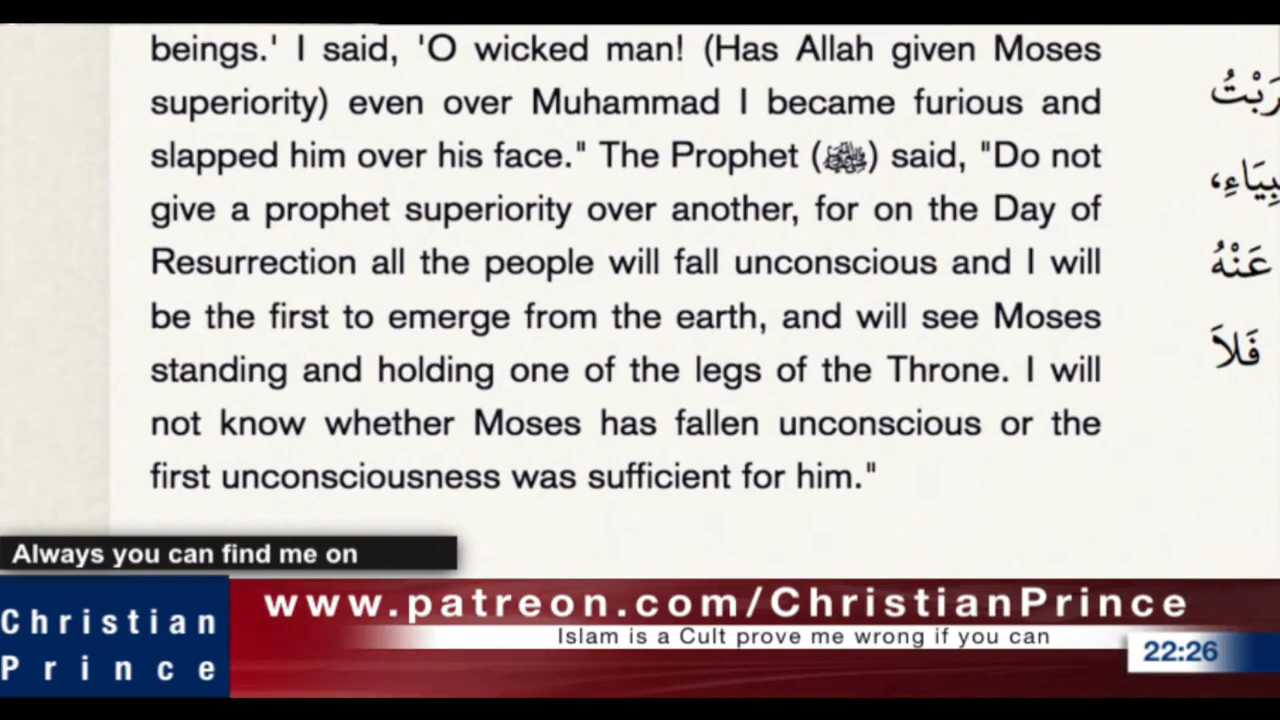 beings.' I said, 'O wicked man! (Has Allah given Moses
superiority) even over Muhammad I became furious and
slapped him over his face." The Prophet (ﷺ) said, "Do not
give a prophet superiority over another, for on the Day of
Resurrection all the people will fall unconscious and I will
be the first to emerge from the earth, and will see Moses
standing and holding one of the legs of the Throne. I will
not know whether Moses has fallen unconscious or the
first unconsciousness was sufficient for him."
عَنْهُ
فَلاَ
Always you can find me on
Christian
Prince
www.patreon.com/ChristianPrince
Islam is a Cult prove me wrong if you can
22:26